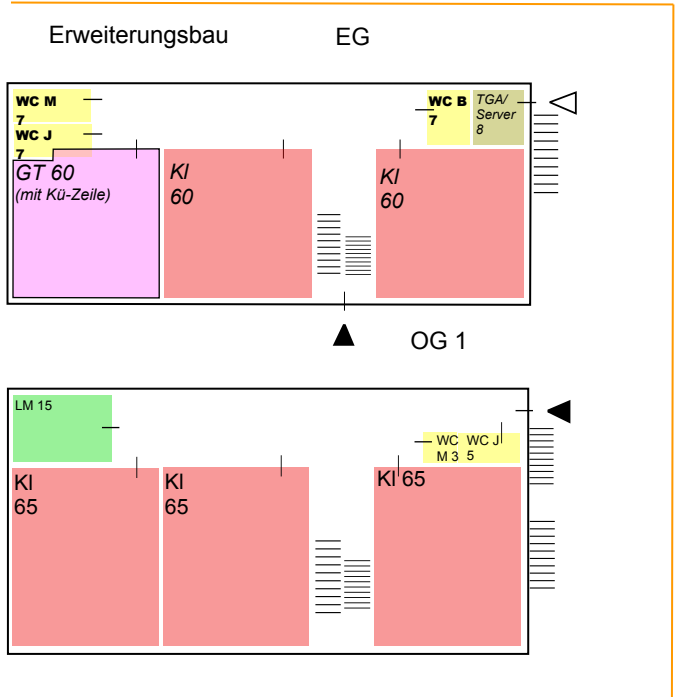 Erweiterungsbau EG
WC M
7
WC J
7
WC B
7
TGA/
Server
8
GT 60
(mit Kü-Zeile)
Kl
60
Kl
60
OG 1
LM 15
WC
M 3
WC J
5
Kl
65
Kl
65
Kl 65